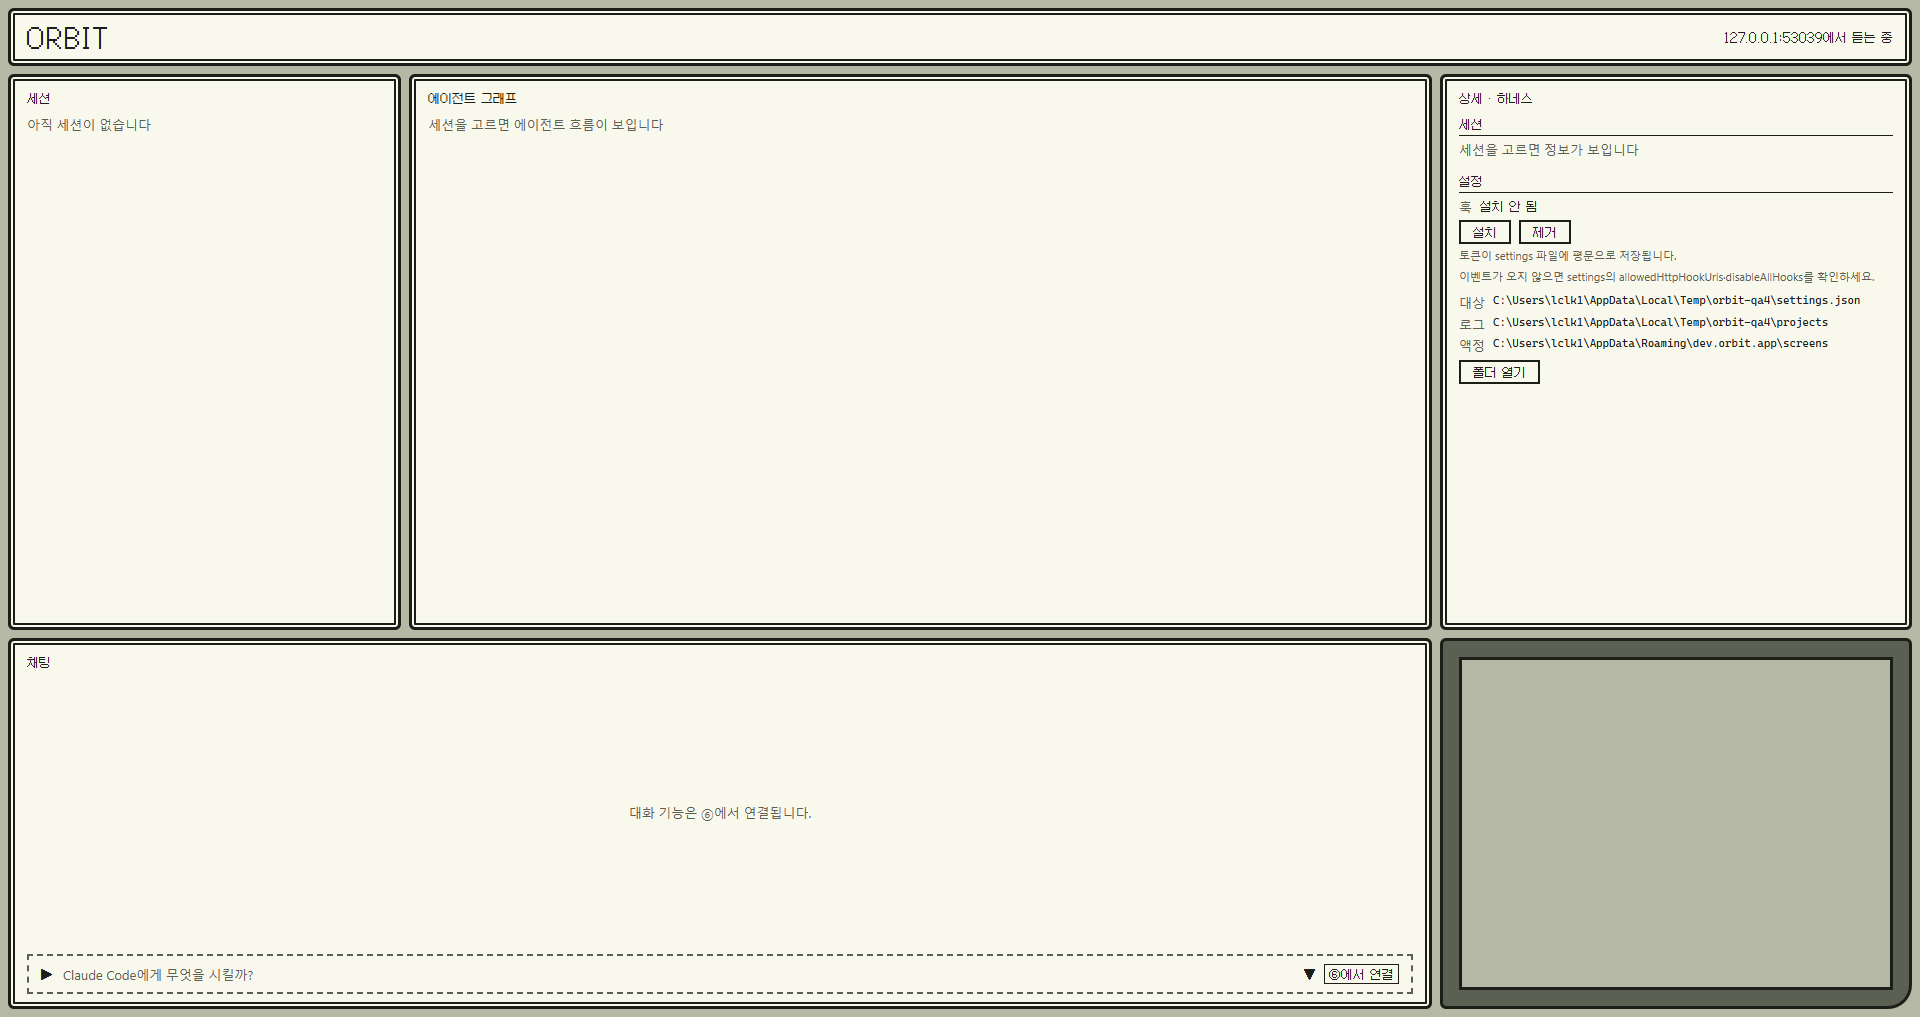 ORBIT
127.0.0.1:53039에서 듣는 중
세션
아직 세션이 없습니다
에이전트 그래프
세션을 고르면 에이전트 흐름이 보입니다
상세 · 하네스
세션
세션을 고르면 정보가 보입니다
설정
훅 설치 안 됨
설치 제거
토큰이 settings 파일에 평문으로 저장됩니다.
이벤트가 오지 않으면 settings의 allowedHttpHookUrls·disableAllHooks를 확인하세요.
대상 C:\Users\lclk1\AppData\Local\Temp\orbit-qa4\settings.json
로그 C:\Users\lclk1\AppData\Local\Temp\orbit-qa4\projects
액정 C:\Users\lclk1\AppData\Roaming\dev.orbit.app\screens
폴더 열기
채팅
대화 기능은 ⑥에서 연결됩니다.
▶ Claude Code에게 무엇을 시킬까?
▼ ⑥에서 연결